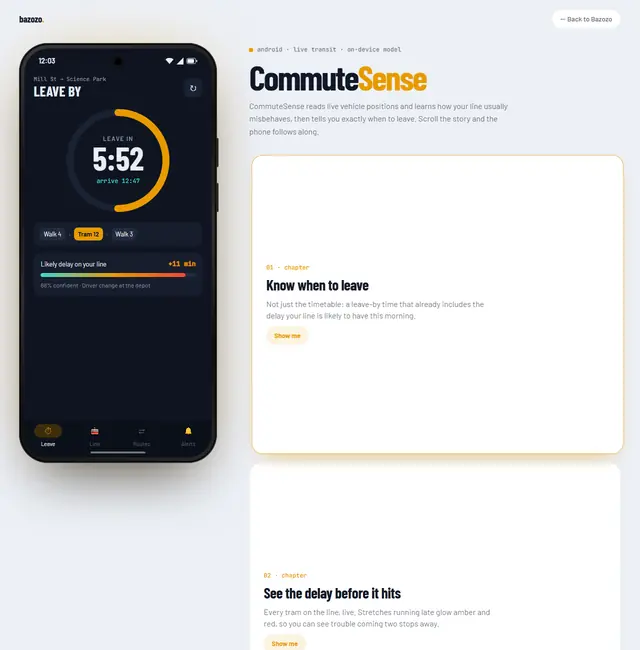 bazozo.
← Back to Bazozo
12:03
Mill St → Science Park
LEAVE BY
↻
LEAVE IN
5:52
arrive 12:47
Walk 4 › Tram 12 › Walk 3
Likely delay on your line +11 min
66% confident · Driver change at the depot
Leave Live Routes Alerts
android · live transit · on-device model
CommuteSense
CommuteSense reads live vehicle positions and learns how your line usually
misbehaves, then tells you exactly when to leave. Scroll the story and the
phone follows along.
01 · chapter
Know when to leave
Not just the timetable: a leave-by time that already includes the
delay your line is likely to have this morning.
Show me
02 · chapter
See the delay before it hits
Every tram on the line, live. Stretches running late glow amber and
red, so you can see trouble coming two stops away.
Show me